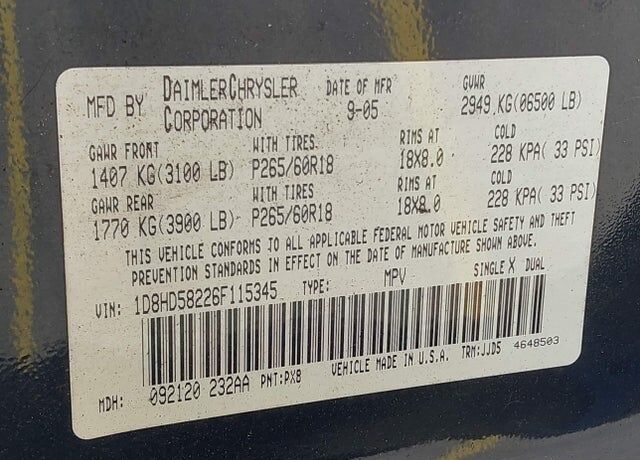 MFD BY DAIMLERCHRYSLER CORPORATION DATE OF MFR 9-05 GVWR 2949 KG(06500 LB)
GAWR FRONT WITH TIRES RIMS AT COLD
1407 KG(3100 LB) P265/60R18 18X8.0 228 KPA( 33 PSI)
GAWR REAR WITH TIRES RIMS AT COLD
1770 KG(3900 LB) P265/60R18 18X8.0 228 KPA( 33 PSI)
THIS VEHICLE CONFORMS TO ALL APPLICABLE FEDERAL MOTOR VEHICLE SAFETY AND THEFT
PREVENTION STANDARDS IN EFFECT ON THE DATE OF MANUFACTURE SHOWN ABOVE.
VIN: 1D8HD58226F115345 TYPE: MPV SINGLE X DUAL
MDH: 092120 232AA PNT:PX8 VEHICLE MADE IN U.S.A. TRM:JJD5 4648503